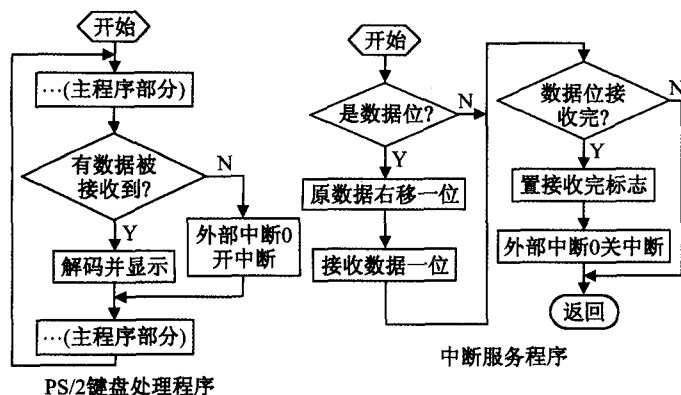 开始
…(主程序部分)
有数据被
接收到?
N
Y
外部中断0
开中断
解码并显示
…(主程序部分)
PS/2键盘处理程序
开始
是数据位?
N
Y
原数据右移一位
接收数据一位
数据位接
收完?
N
Y
置接收完标志
外部中断0关中断
返回
中断服务程序